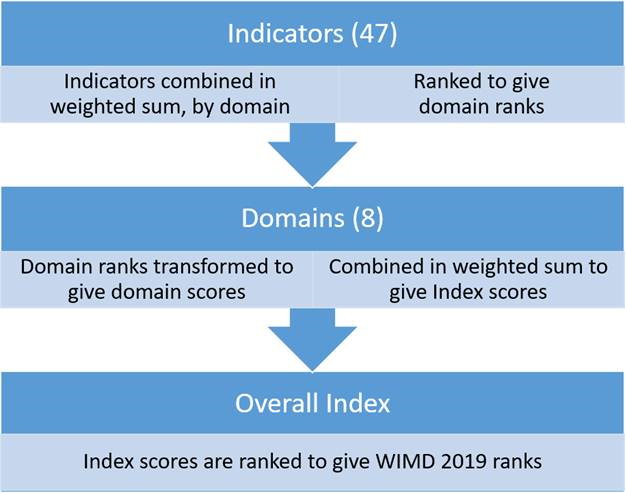 Indicators (47)
Indicators combined in
weighted sum, by domain
Ranked to give
domain ranks
Domains (8)
Domain ranks transformed to
give domain scores
Combined in weighted sum to
give Index scores
Overall Index
Index scores are ranked to give WIMD 2019 ranks